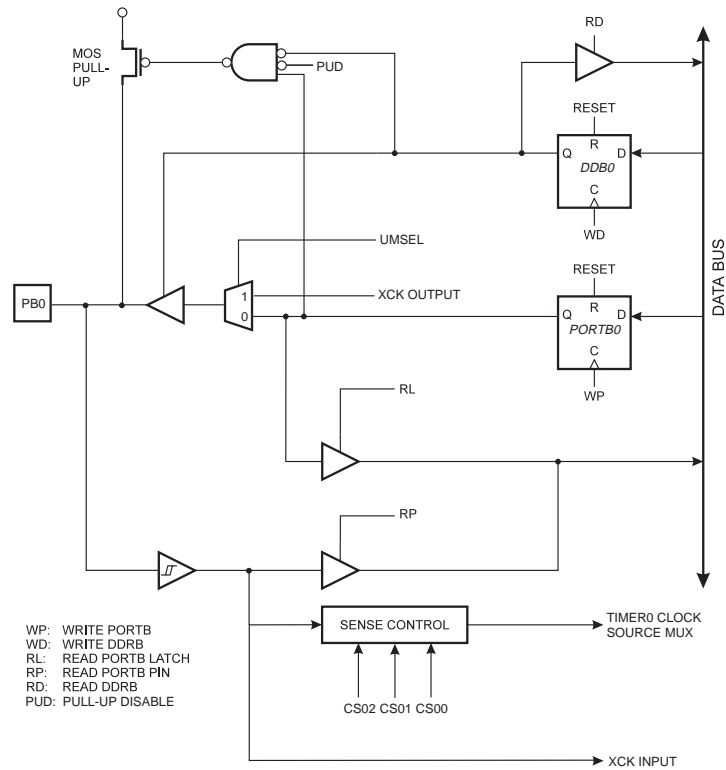 RD
MOS
PULL-
UP
PUD
RESET
R
Q
D
DDB0
C
WD
UMSEL
DATA BUS
RESET
XCK OUTPUT
1
PB0
0
R
Q
D
PORTB0
C
WP
RL
RP
SENSE CONTROL
TIMER0 CLOCK
SOURCE MUX
WP: WRITE PORTB
WD: WRITE DDRB
RL: READ PORTB LATCH
RP: READ PORTB PIN
RD: READ DDRB
PUD: PULL-UP DISABLE
CS02 CS01 CS00
XCK INPUT